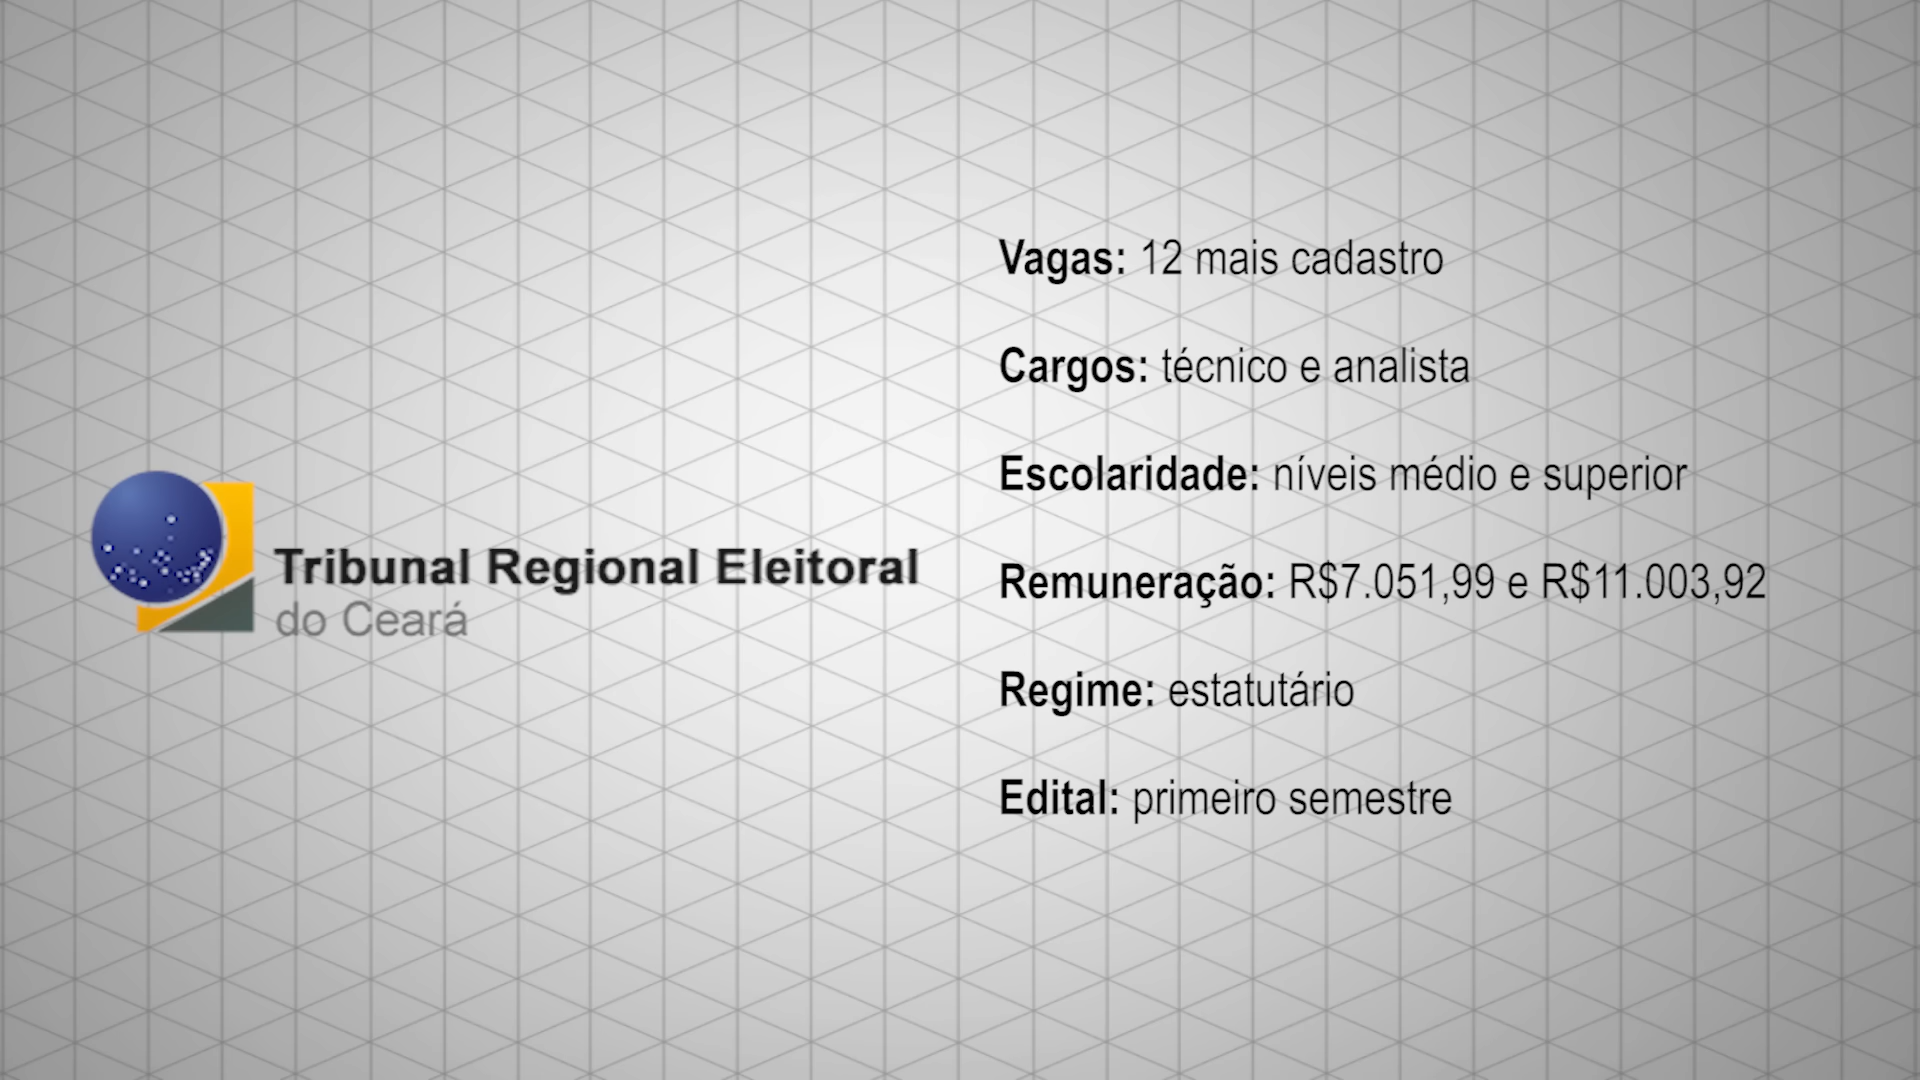 Tribunal Regional Eleitoral
do Ceará
Vagas: 12 mais cadastro
Cargos: técnico e analista
Escolaridade: níveis médio e superior
Remuneração: R$7.051,99 e R$11.003,92
Regime: estatutário
Edital: primeiro semestre